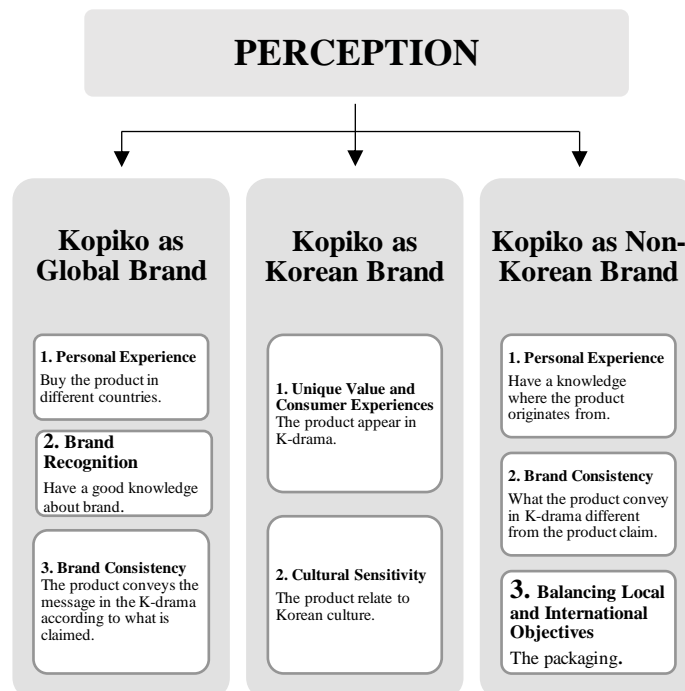 PERCEPTION
Kopiko as
Global Brand
1. Personal Experience
Buy the product in
different countries.
2. Brand
Recognition
Have a good knowledge
about brand.
3. Brand Consistency
The product conveys the
message in the K-drama
according to what is
claimed.
Kopiko as
Korean Brand
1. Unique Value and
Consumer Experiences
The product appear in
K-drama.
2. Cultural Sensitivity
The product relate to
Korean culture.
Kopiko as Non-
Korean Brand
1. Personal Experience
Have a knowledge
where the product
originates from.
2. Brand Consistency
What the product convey
in K-drama different
from the product claim.
3. Balancing Local
and International
Objectives
The packaging.